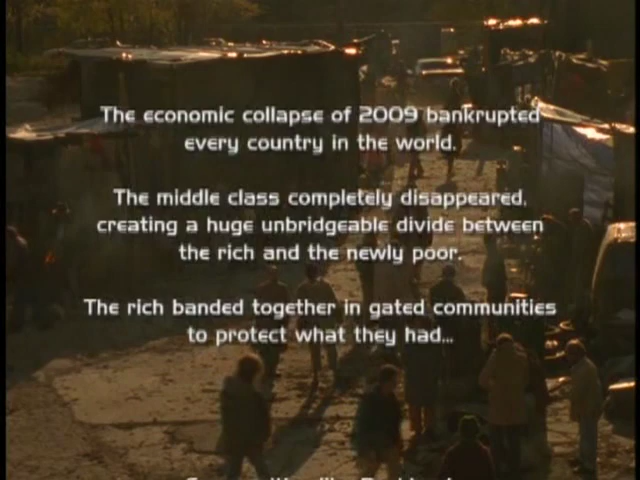 The economic collapse of 2009 bankrupted
every country in the world.
The middle class completely disappeared,
creating a huge unbridgeable divide between
the rich and the newly poor.
The rich banded together in gated communities
to protect what they had...